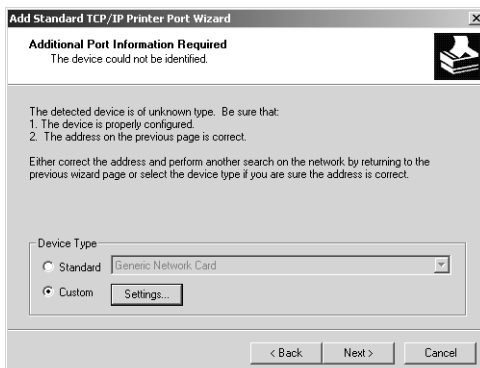 Add Standard TCP/IP Printer Port Wizard
Additional Port Information Required
The device could not be identified.
The detected device is of unknown type. Be sure that:
1. The device is properly configured.
2. The address on the previous page is correct.
Either correct the address and perform another search on the network by returning to the
previous wizard page or select the device type if you are sure the address is correct.
Device Type
Standard
Generic Network Card
Custom
Settings...
< Back
Next >
Cancel